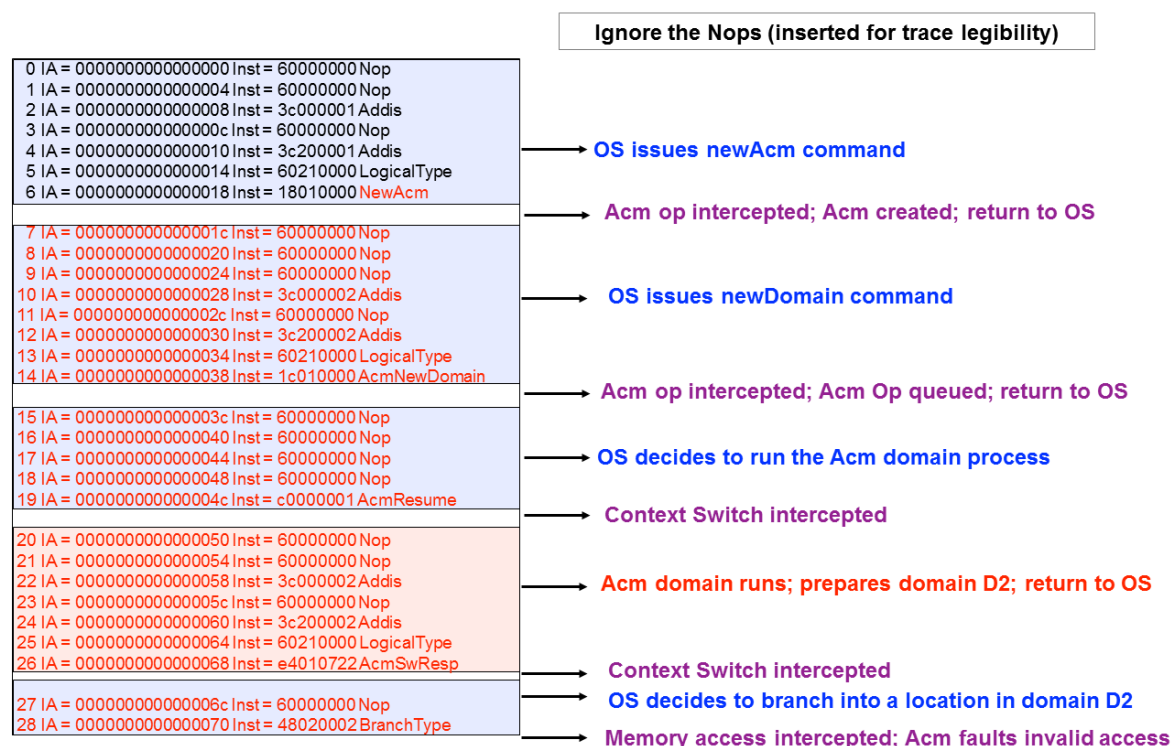 Ignore the Nops (inserted for trace legibility)
0 IA = 0000000000000000 Inst = 60000000 Nop
1 IA = 0000000000000004 Inst = 60000000 Nop
2 IA = 0000000000000008 Inst = 3c000001 Addis
3 IA = 000000000000000c Inst = 60000000 Nop
4 IA = 0000000000000010 Inst = 3c200001 Addis
OS issues newAcm command
5 IA = 0000000000000014 Inst = 60210000 LogicalType
6 IA = 0000000000000018 Inst = 18010000 NewAcm
Acm op intercepted; Acm created; return to OS
7 IA = 000000000000001c Inst = 60000000 Nop
8 IA = 0000000000000020 Inst = 60000000 Nop
9 IA = 0000000000000024 Inst = 60000000 Nop
10 IA = 0000000000000028 Inst = 3c000002 Addis
OS issues newDomain command
11 IA = 000000000000002c Inst = 60000000 Nop
12 IA = 0000000000000030 Inst = 3c200002 Addis
13 IA = 0000000000000034 Inst = 60210000 LogicalType
14 IA = 0000000000000038 Inst = 1c010000 AcmNewDomain
Acm op intercepted; Acm Op queued; return to OS
15 IA = 000000000000003c Inst = 60000000 Nop
16 IA = 0000000000000040 Inst = 60000000 Nop
17 IA = 0000000000000044 Inst = 60000000 Nop
OS decides to run the Acm domain process
18 IA = 0000000000000048 Inst = 60000000 Nop
19 IA = 000000000000004c Inst = c0000001 AcmResume
Context Switch intercepted
20 IA = 0000000000000050 Inst = 60000000 Nop
21 IA = 0000000000000054 Inst = 60000000 Nop
22 IA = 0000000000000058 Inst = 3c000002 Addis
Acm domain runs; prepares domain D2; return to OS
23 IA = 000000000000005c Inst = 60000000 Nop
24 IA = 0000000000000060 Inst = 3c200002 Addis
25 IA = 0000000000000064 Inst = 60210000 LogicalType
26 IA = 0000000000000068 Inst = e4010722 AcmSwResp
Context Switch intercepted
27 IA = 000000000000006c Inst = 60000000 Nop
OS decides to branch into a location in domain D2
28 IA = 0000000000000070 Inst = 48020002 BranchType
Memory access intercepted; Acm faults invalid access